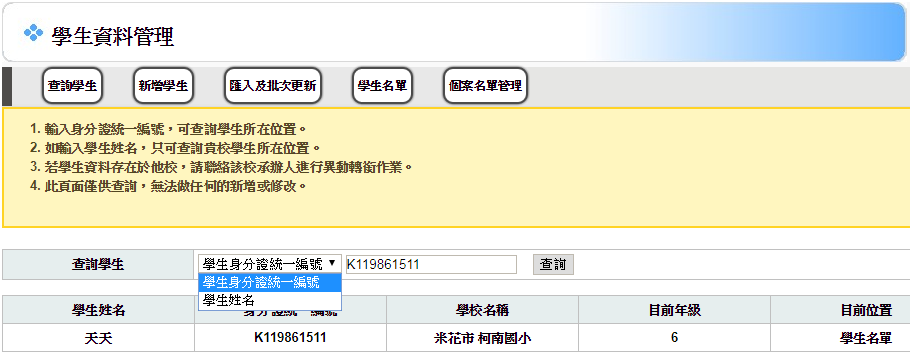 學生資料管理
查詢學生 新增學生 匯入及批次更新 學生名單 個案名單管理
1. 輸入身分證統一編號，可查詢學生所在位置。
2. 如輸入學生姓名，只可查詢貴校學生所在位置。
3. 若學生資料存在於他校，請聯絡該校承辦人進行異動轉銜作業。
4. 此頁面僅供查詢，無法做任何的新增或修改。
查詢學生 學生身分證統一編號 K119861511 查詢
學生身分證統一編號
學生姓名
學生姓名 身分證統一編號 學校名稱 目前年級 目前位置
天天 K119861511 米花市 柯南國小 6 學生名單